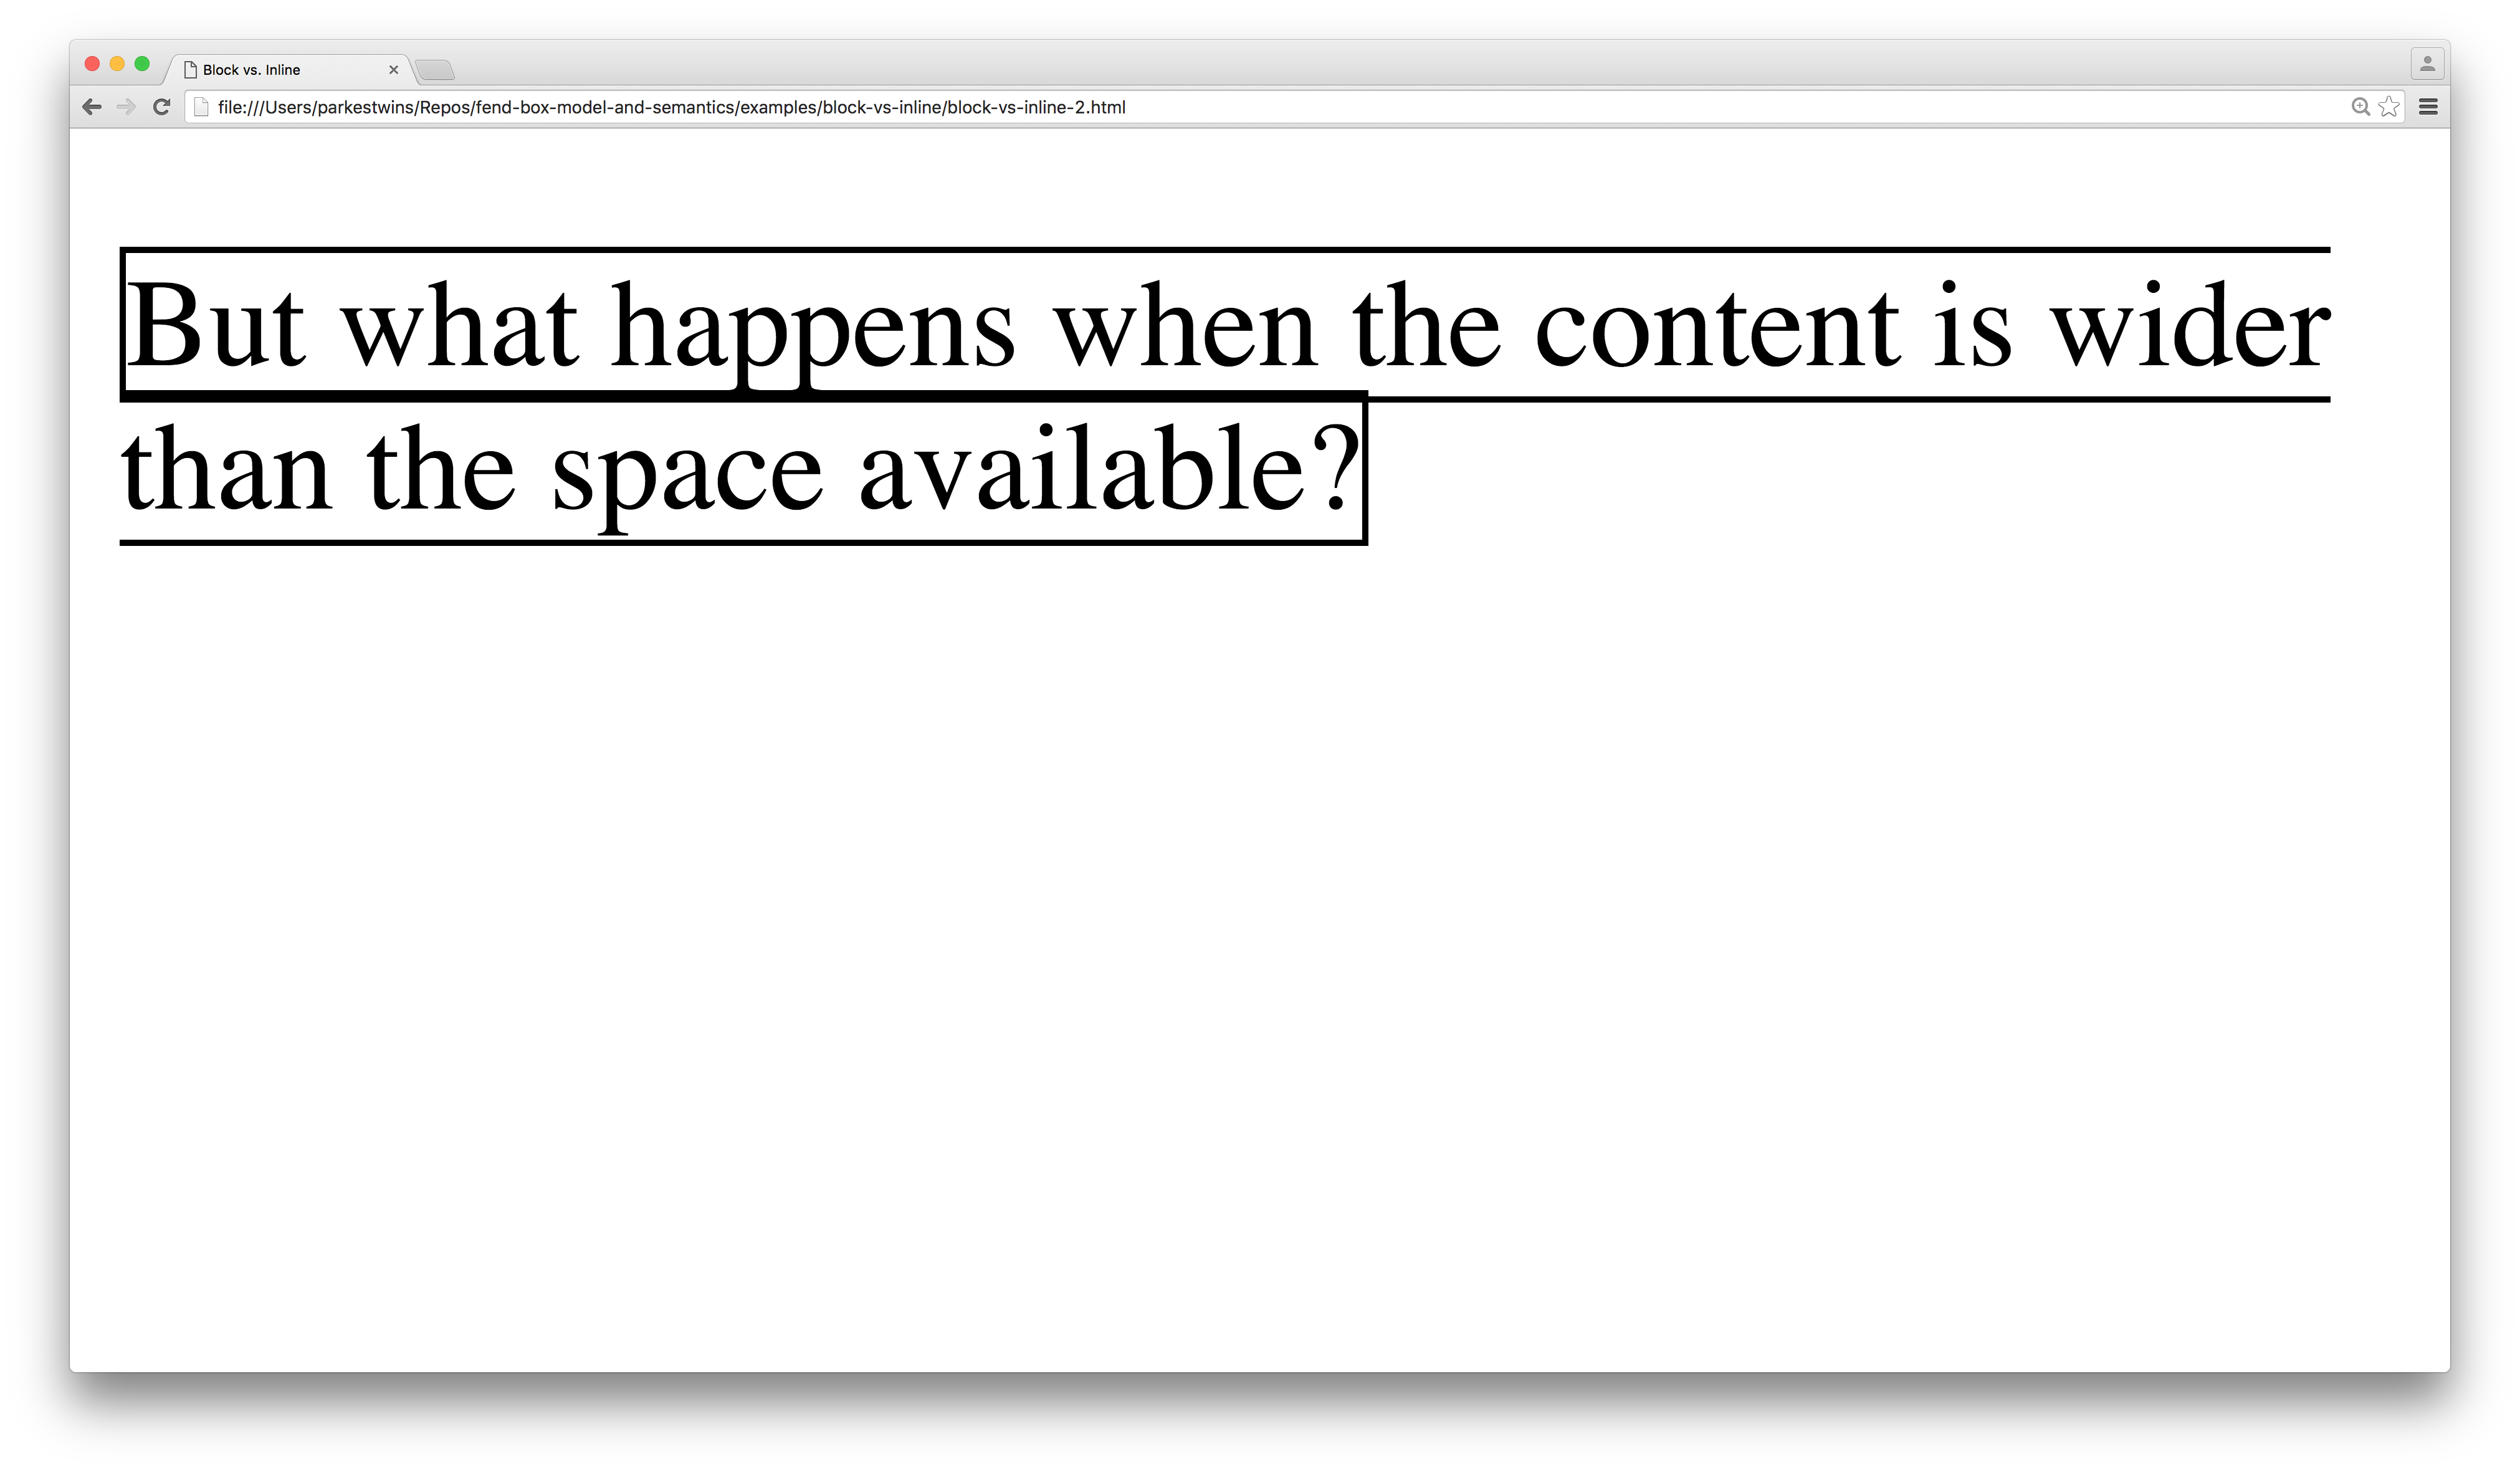 Block vs. Inline
file:///Users/parkestwins/Repos/fend-box-model-and-semantics/examples/block-vs-inline/block-vs-inline-2.html
But what happens when the content is wider
than the space available?